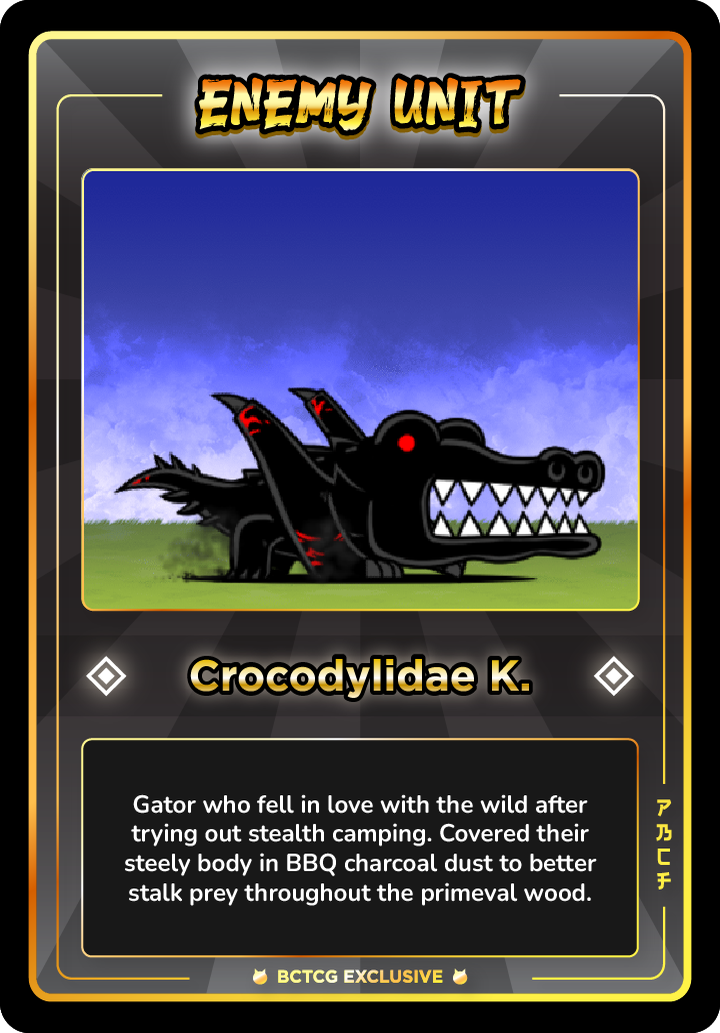 ENEMY UNIT
Crocodylidae K.
Gator who fell in love with the wild after
trying out stealth camping. Covered their
steely body in BBQ charcoal dust to better
stalk prey throughout the primeval wood.
BCTCG EXCLUSIVE